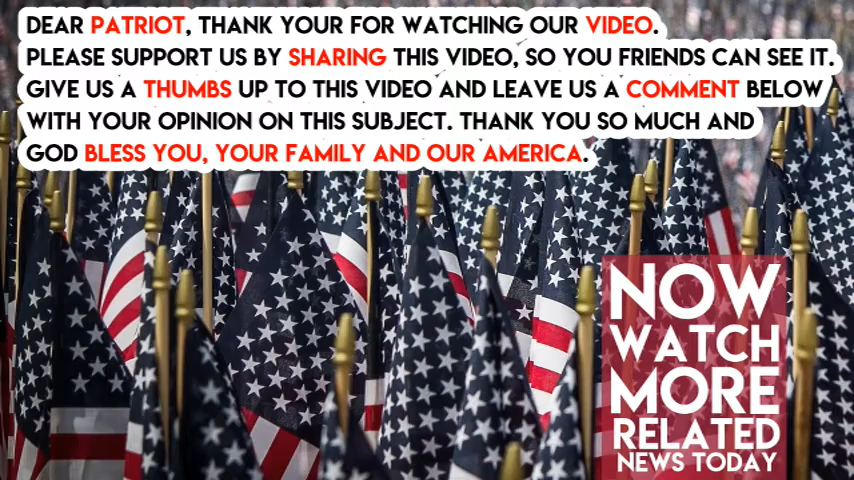 DEAR PATRIOT, THANK YOUR FOR WATCHING OUR VIDEO.
PLEASE SUPPORT US BY SHARING THIS VIDEO, SO YOU FRIENDS CAN SEE IT.
GIVE US A THUMBS UP TO THIS VIDEO AND LEAVE US A COMMENT BELOW
WITH YOUR OPINION ON THIS SUBJECT. THANK YOU SO MUCH AND
GOD BLESS YOU, YOUR FAMILY AND OUR AMERICA.
NOW
WATCH
MORE
RELATED
NEWS TODAY